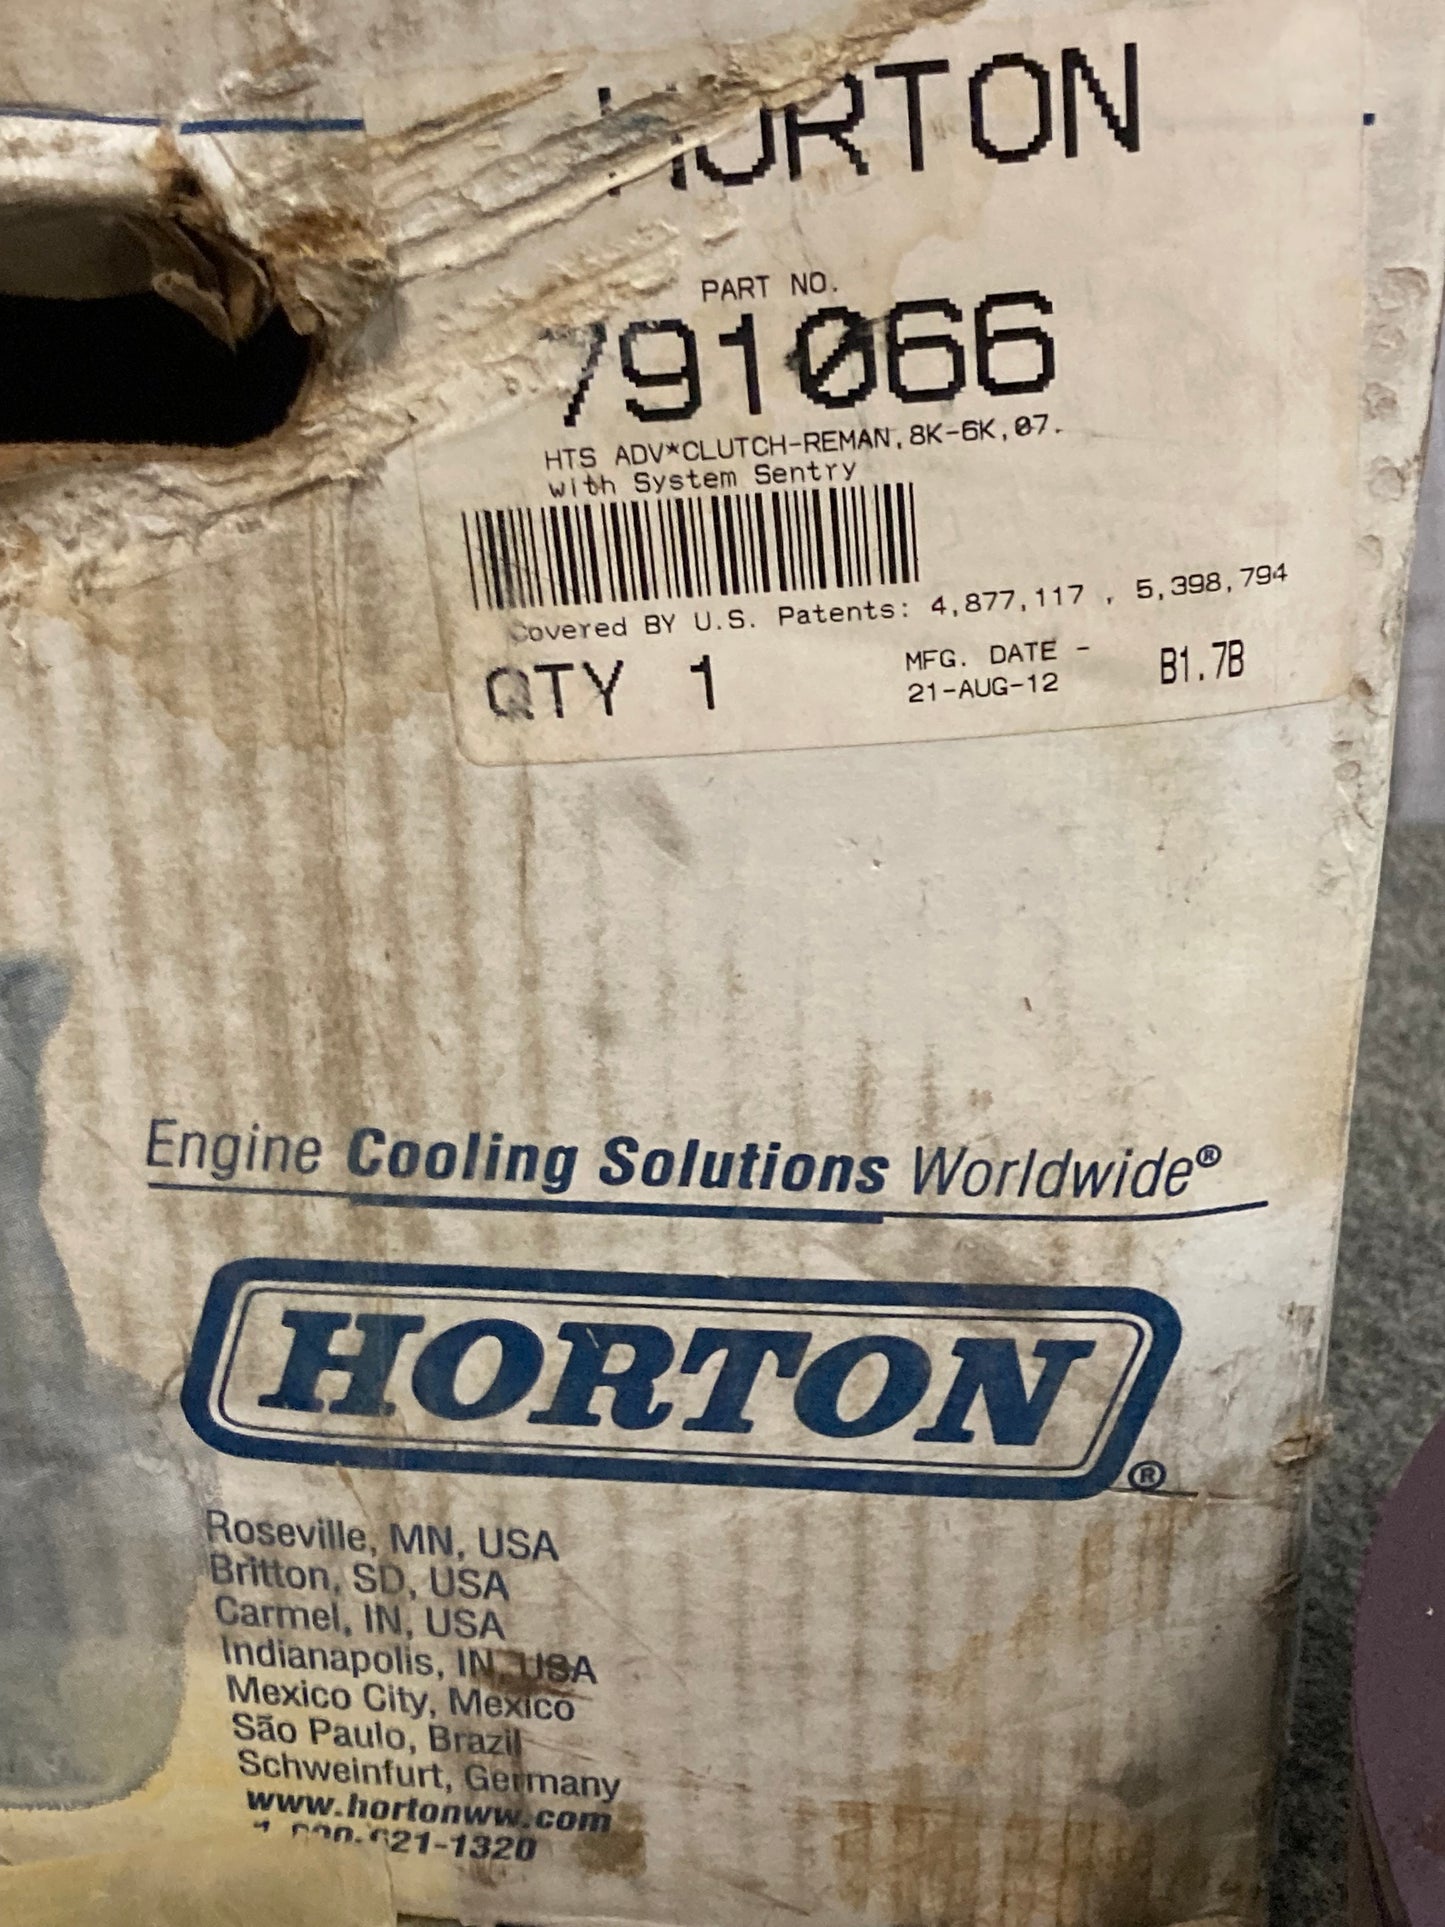 HORTON
PART NO.
791066
HTS ADV*CLUTCH-REMAN,8K-6K,07.
with System Sentry
Covered BY U.S. Patents: 4,877,117 , 5,398,794
QTY 1
MFG. DATE -
21-AUG-12
B1.7B
Engine Cooling Solutions Worldwide®
HORTON®
Roseville, MN, USA
Britton, SD, USA
Carmel, IN, USA
Indianapolis, IN, USA
Mexico City, Mexico
São Paulo, Brazil
Schweinfurt, Germany
www.hortonww.com
621-1320